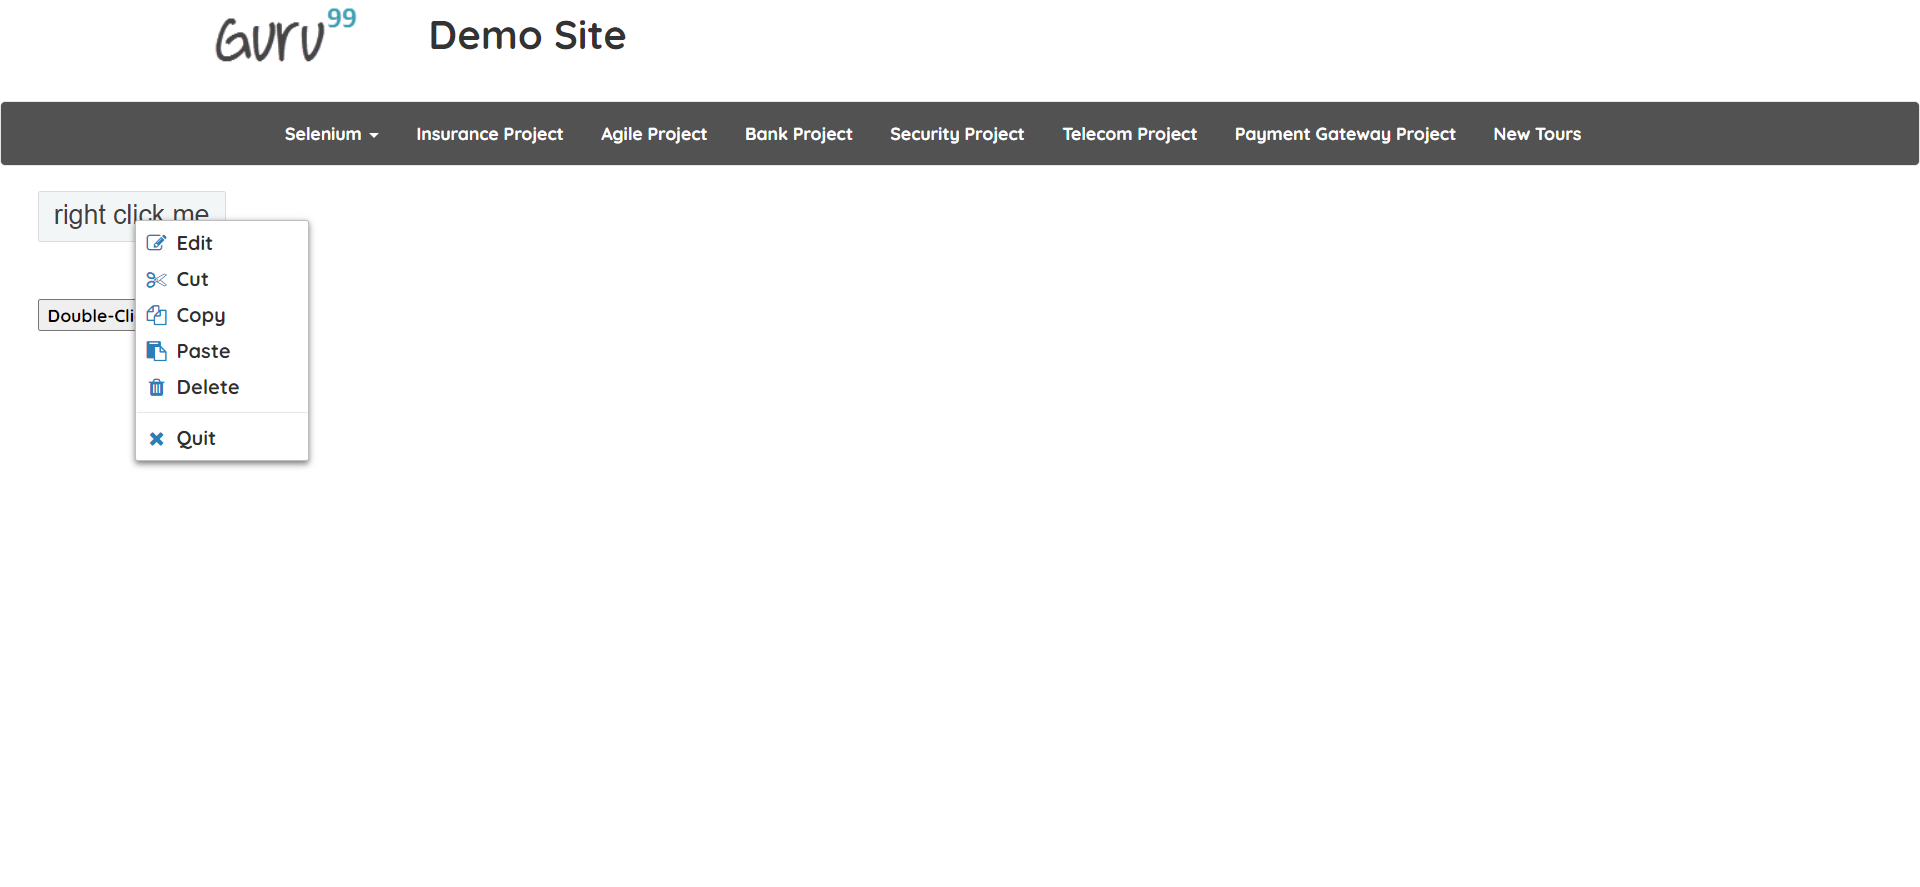 Guru99
Demo Site
Selenium
Insurance Project
Agile Project
Bank Project
Security Project
Telecom Project
Payment Gateway Project
New Tours
right click me
Edit
Cut
Double-Cli
Copy
Paste
Delete
Quit